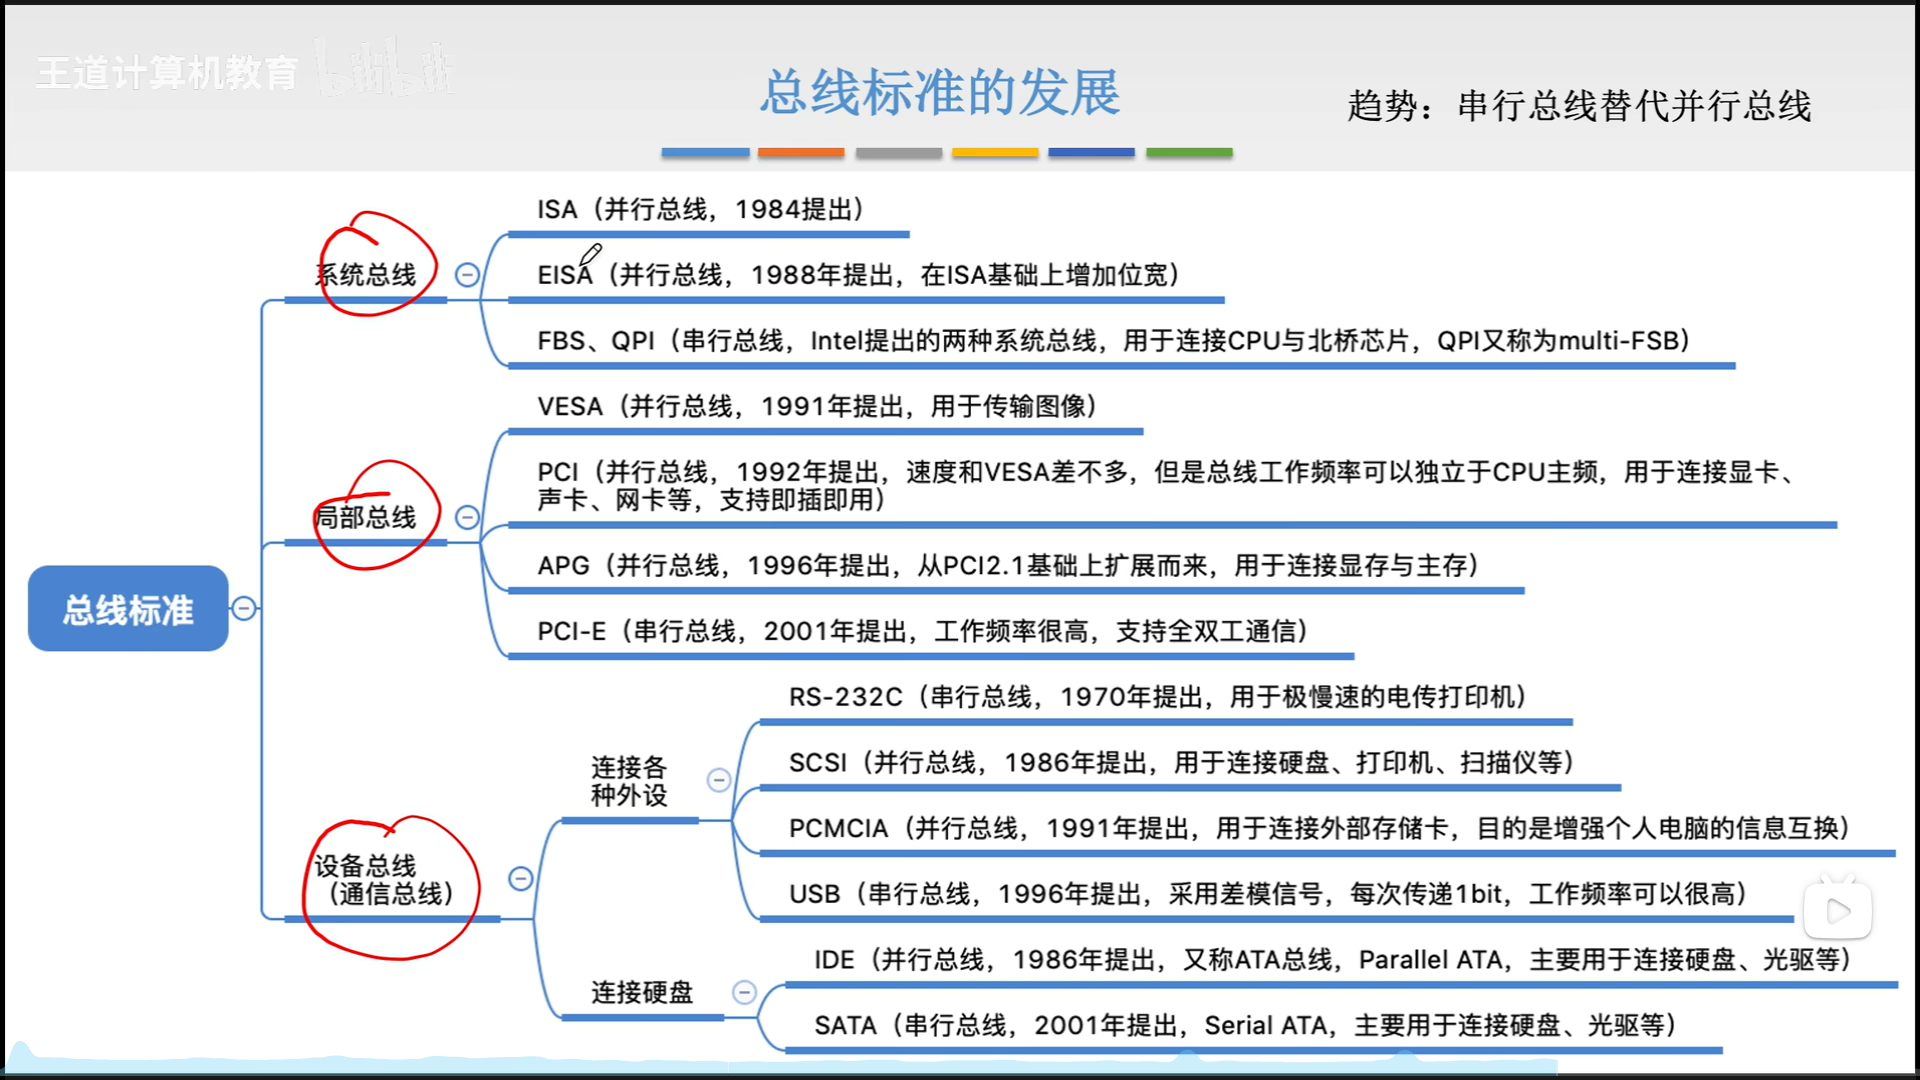 王道计算机教育 bilibili
总线标准的发展
趋势：串行总线替代并行总线
总线标准
系统总线
ISA（并行总线，1984提出）
EISA（并行总线，1988年提出，在ISA基础上增加位宽）
FBS、QPI（串行总线，Intel提出的两种系统总线，用于连接CPU与北桥芯片，QPI又称为multi-FSB）
局部总线
VESA（并行总线，1991年提出，用于传输图像）
PCI（并行总线，1992年提出，速度和VESA差不多，但是总线工作频率可以独立于CPU主频，用于连接显卡、
声卡、网卡等，支持即插即用）
APG（并行总线，1996年提出，从PCI2.1基础上扩展而来，用于连接显存与主存）
PCI-E（串行总线，2001年提出，工作频率很高，支持全双工通信）
设备总线
（通信总线）
连接各
种外设
RS-232C（串行总线，1970年提出，用于极慢速的电传打印机）
SCSI（并行总线，1986年提出，用于连接硬盘、打印机、扫描仪等）
PCMCIA（并行总线，1991年提出，用于连接外部存储卡，目的是增强个人电脑的信息互换）
USB（串行总线，1996年提出，采用差模信号，每次传递1bit，工作频率可以很高）
连接硬盘
IDE（并行总线，1986年提出，又称ATA总线，Parallel ATA，主要用于连接硬盘、光驱等）
SATA（串行总线，2001年提出，Serial ATA，主要用于连接硬盘、光驱等）